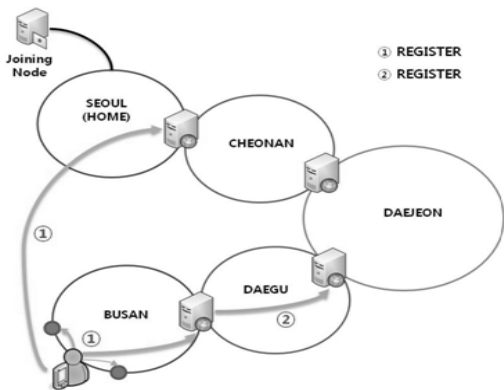 Joining
Node
① REGISTER
② REGISTER
SEOUL
(HOME)
CHEONAN
DAEJEON
①
DAEGU
BUSAN
②
①